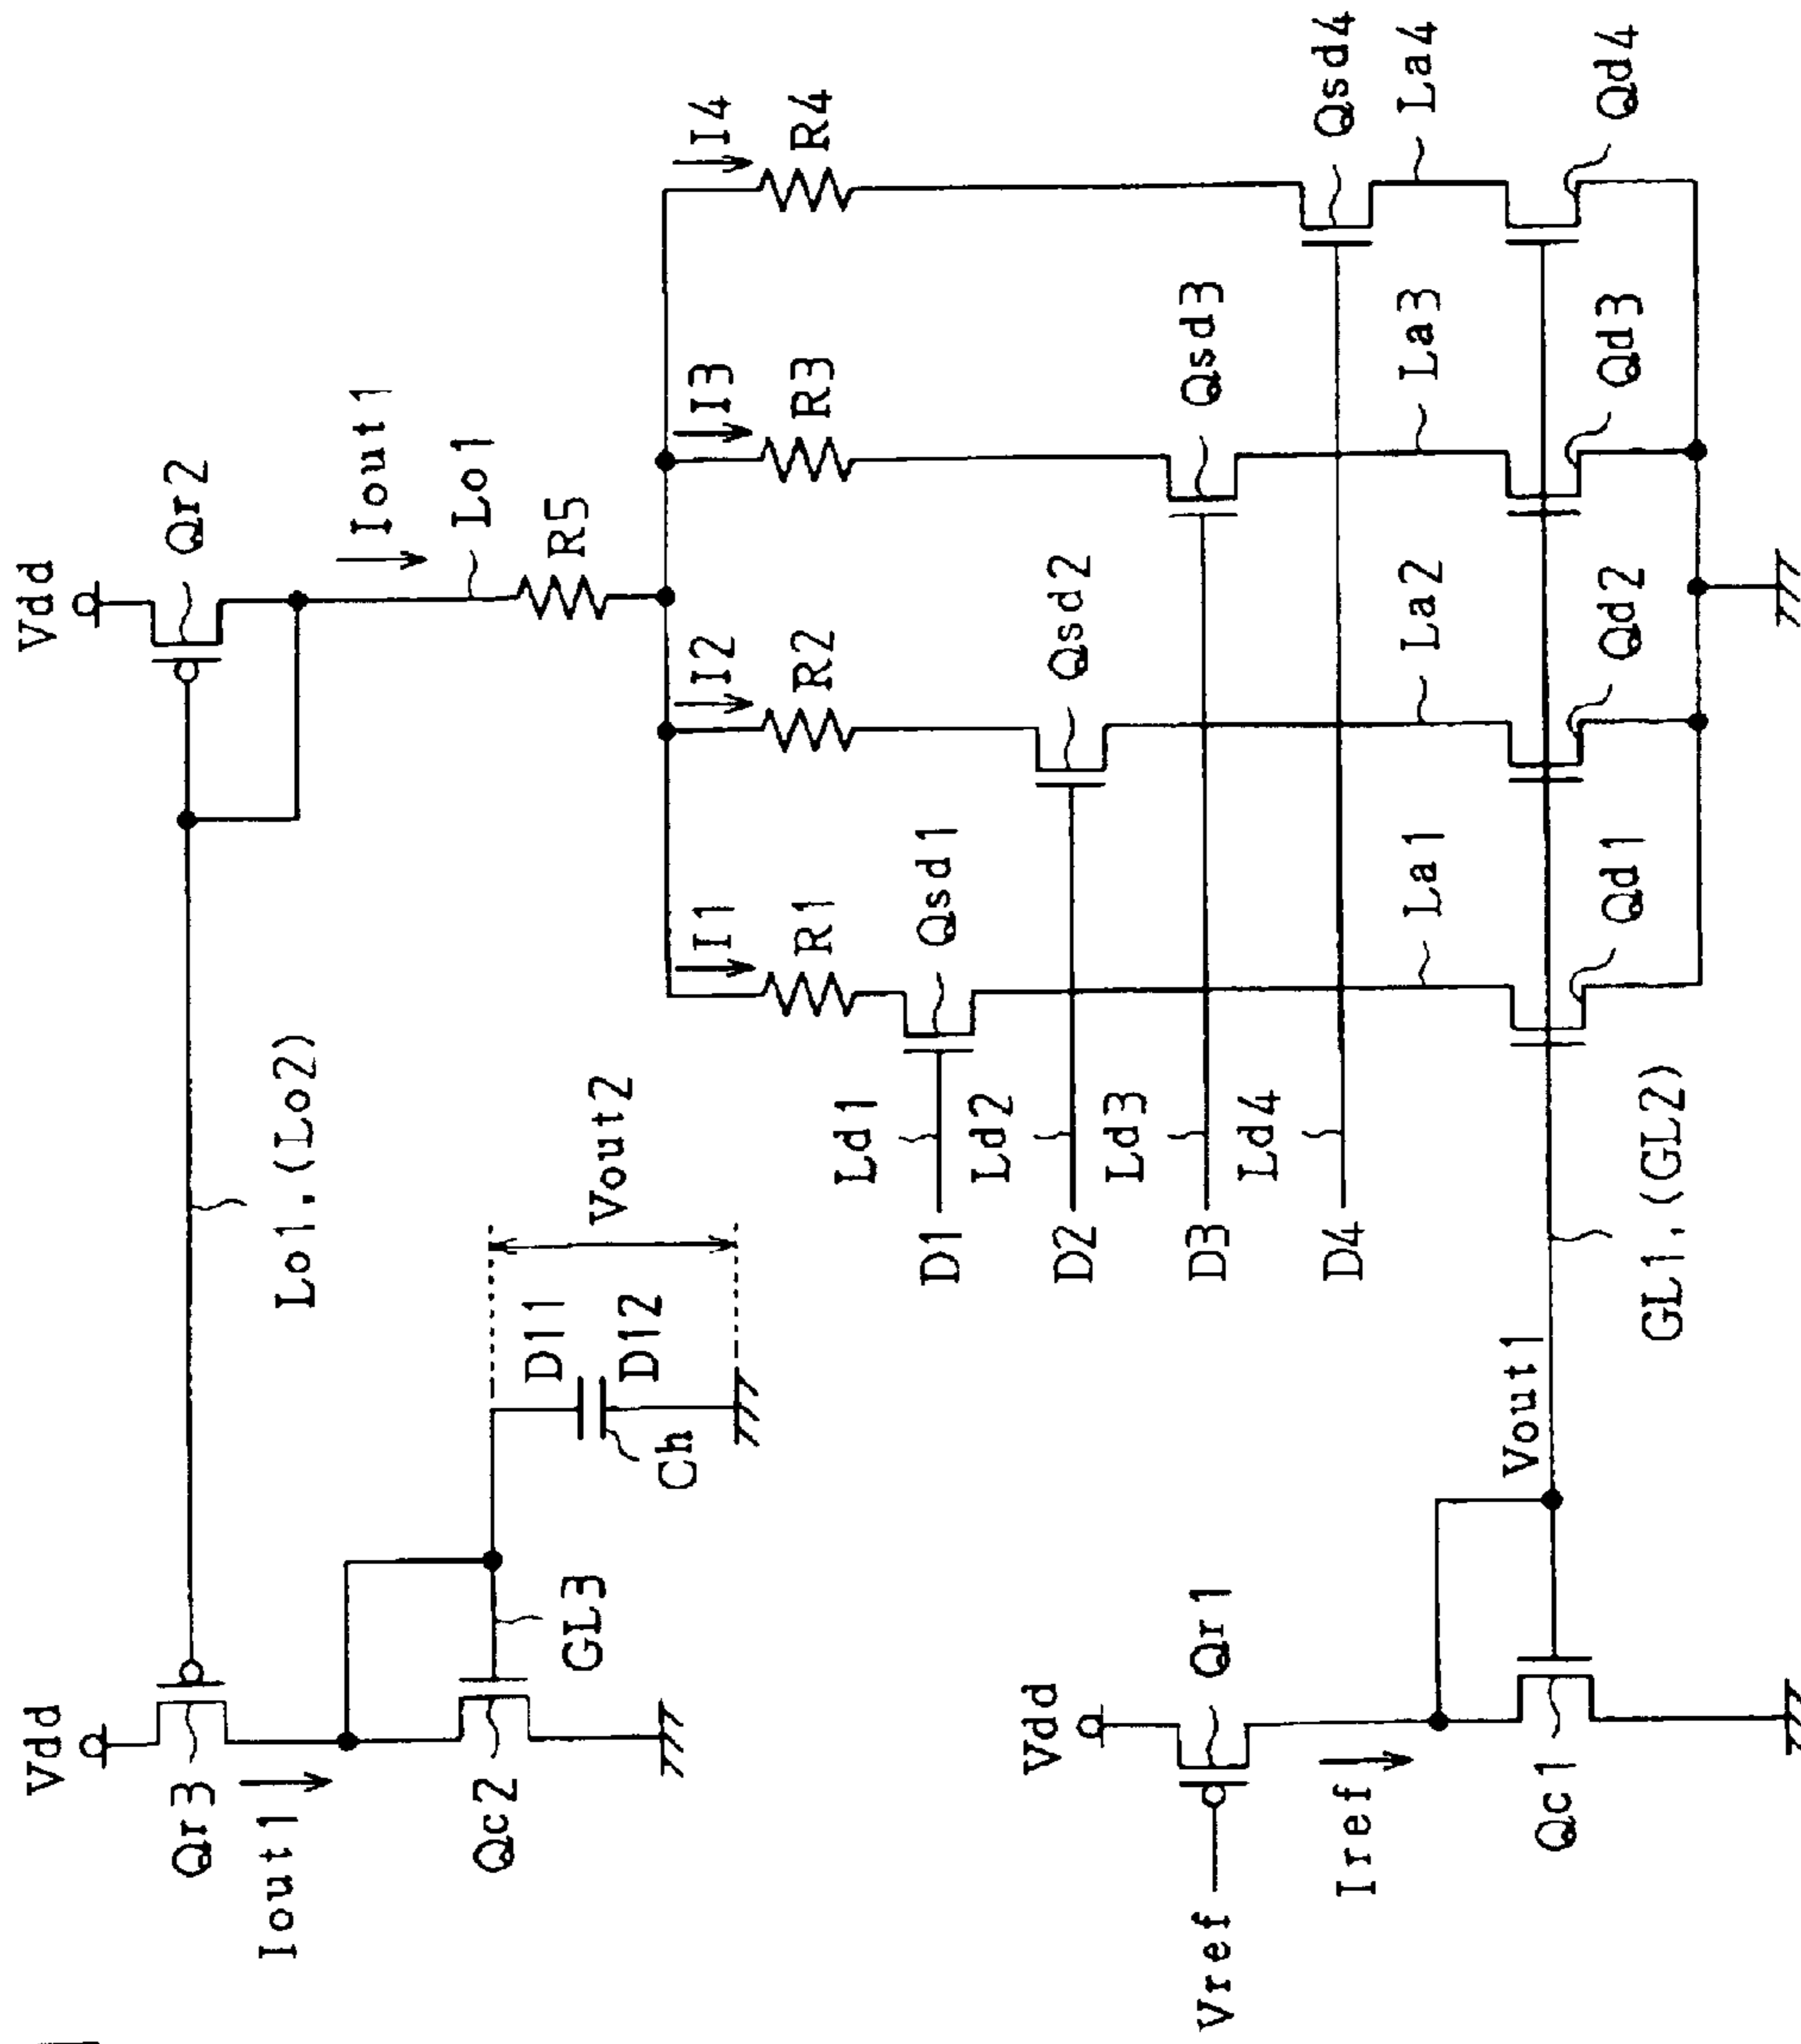 Vdd
Qr3
Iout1
Qc2
GL3
Lo1,(Lo2)
Vdd
Qr2
Iout1
Lo1
R5
D11
D12
Ch
Vout2
I1
R1
I2
R2
I3
R3
I4
R4
Qsd1
Qsd2
Qsd3
Qsd4
Ld1
D1
Ld2
D2
Ld3
D3
Ld4
D4
La1
La2
La3
La4
Qd1
Qd2
Qd3
Qd4
Vdd
Vref
Qr1
Iref1
Qc1
Vout1
GL1,(GL2)